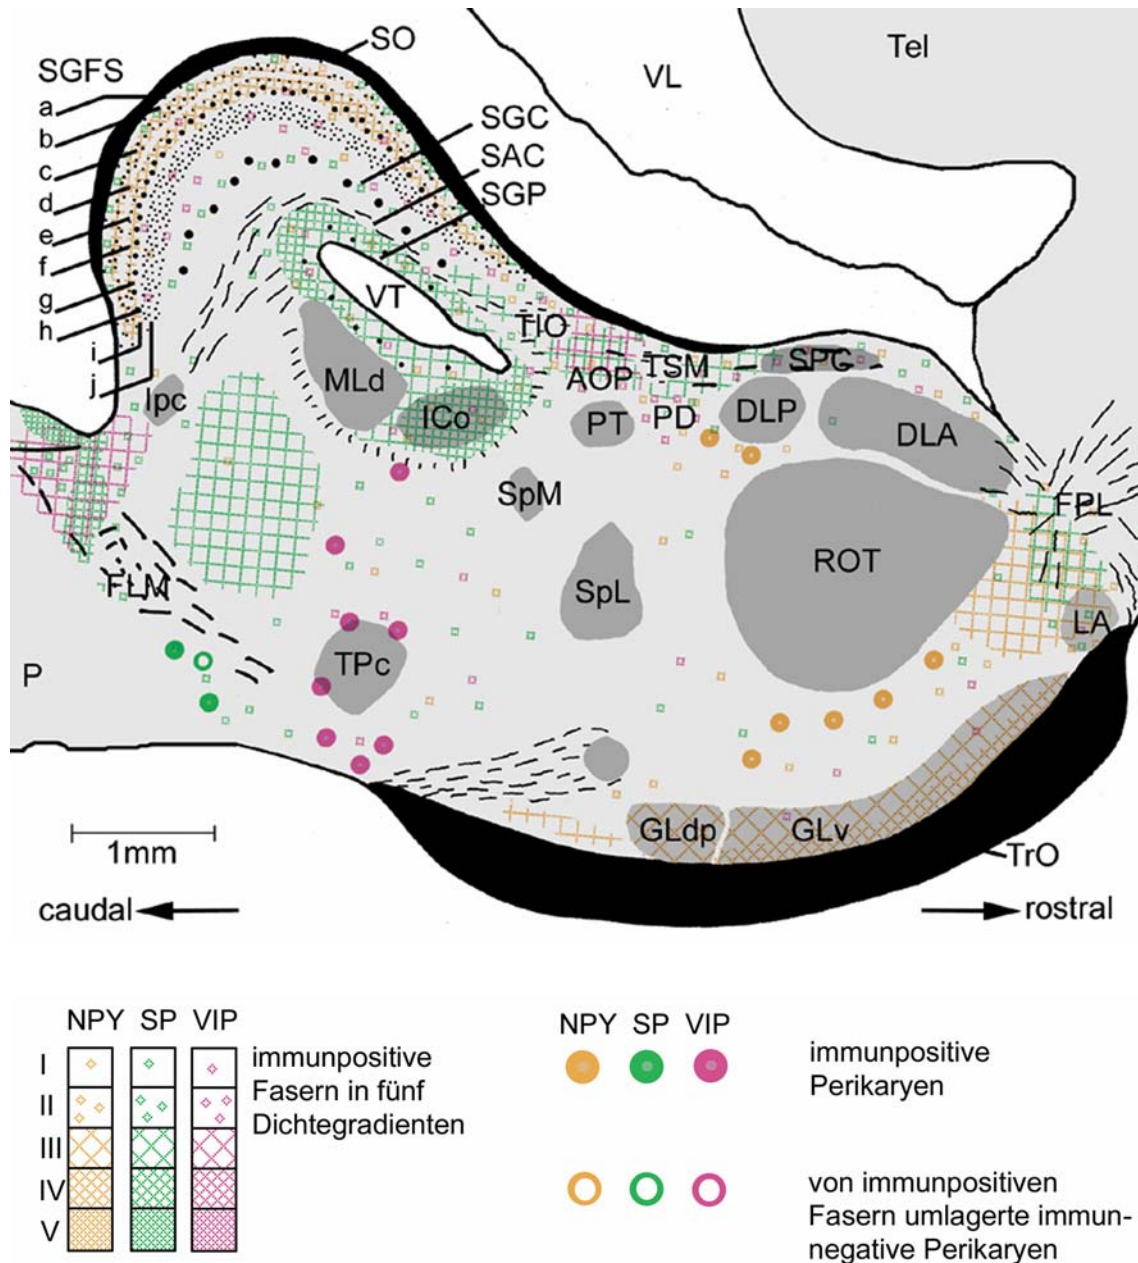 Tel
SO
VL
SGFS
a
b
c
d
e
f
g
h
i
j
SGC
SAC
SGP
VT
TIO
AOP
TSM
SPC
MLd
ICo
Ipc
PT
PD
DLP
DLA
SpM
FPL
ROT
SpL
FLM
LA
TPc
P
GLdp
GLv
TrO
1mm
caudal
rostral
NPY SP VIP
I
II
III
IV
V
immunpositive
Fasern in fünf
Dichtegradienten
NPY SP VIP
immunpositive
Perikaryen
von immunpositiven
Fasern umlagerte immun-
negative Perikaryen